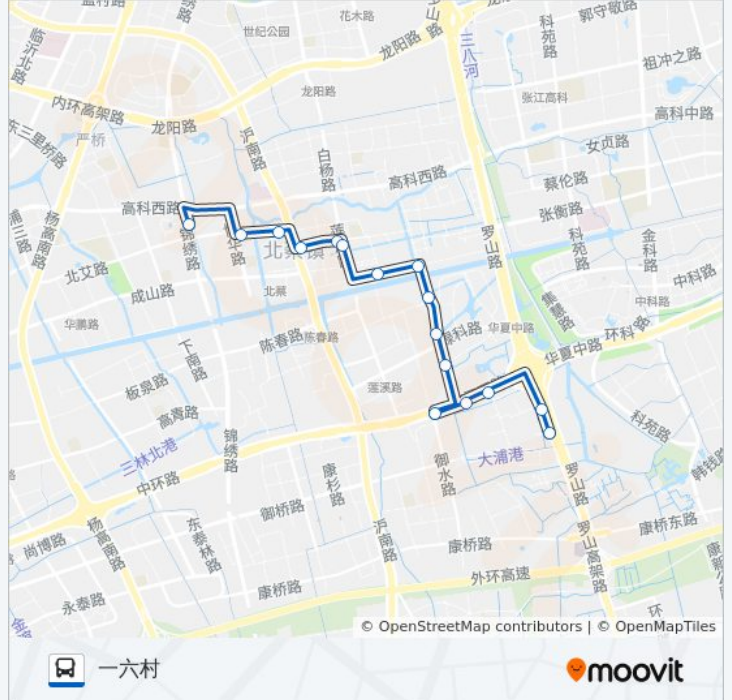 花木路
郭守敬路
世纪公园
科苑路
龙阳路
三八河
临沂北路
祖冲之路
龙阳路
张江高科
内环高架路
高科中路
龙阳路
沪南路
东三里桥路
严桥
女贞路
白杨路
高科西路
蔡伦路
高科西路
张衡路
杨高南路
锦绣路
华路
莲
罗山路
科苑路
金科路
北蔡镇
北艾路
中科路
成山路
北蔡
集慧路
中科路
华鹏路
陈春路
陈春路
绿科路
华夏中路
环科路
下南路
华夏中路
板泉路
莲溪路
高青路
科苑路
锦绣路
三林北港
御水路
大浦港
中环路
康杉路
罗山路
韩钱路
御桥路
杨高南路
东泰林路
沪南路
康桥东路
尚博路
康桥路
罗山高架路
外环高速
康桥路
永泰路
环
© OpenStreetMap contributors | © OpenMapTiles
一六村
moovit